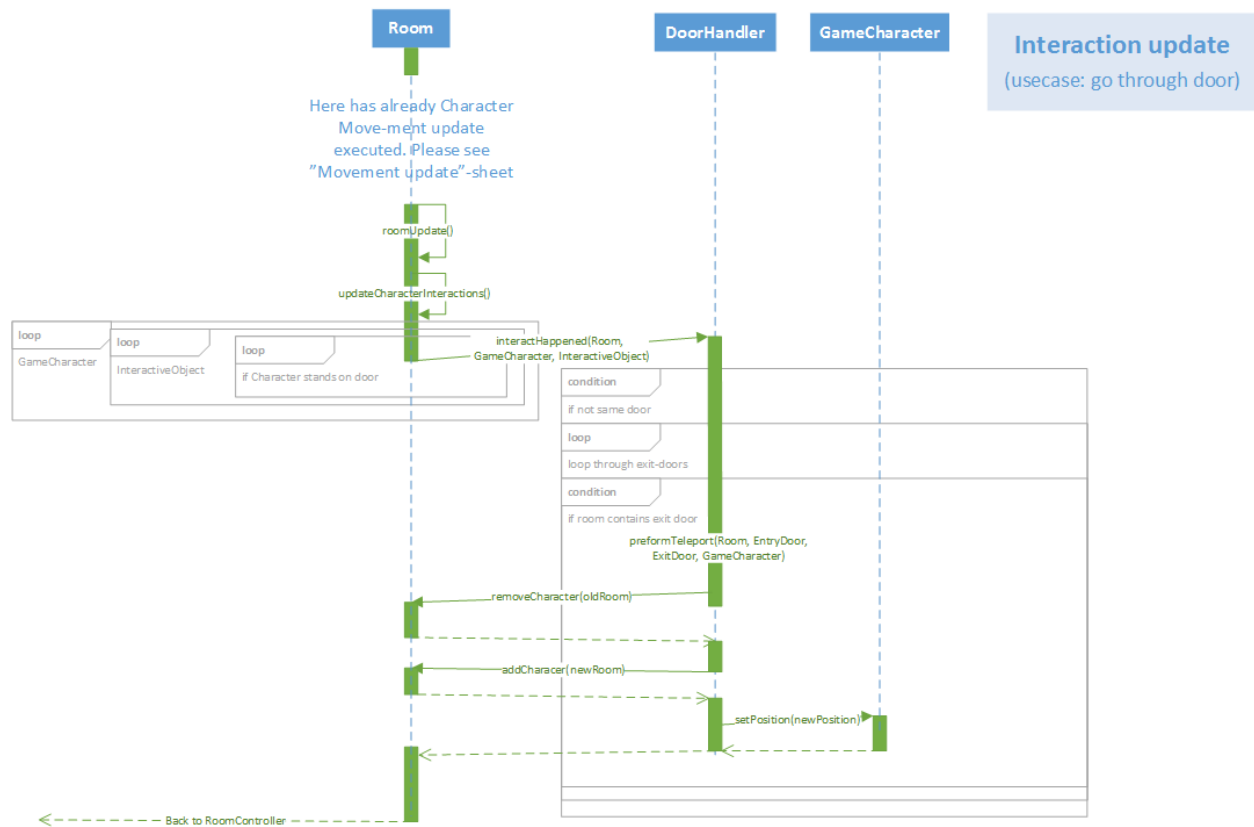 Room
DoorHandler
GameCharacter
Interaction update
(usecase: go through door)
Here has already Character
Move-ment update
executed. Please see
”Movement update”-sheet
roomUpdate()
updateCharacterInteractions()
loop
GameCharacter
loop
InteractiveObject
loop
if Character stands on door
interactHappened(Room,
GameCharacter, InteractiveObject)
condition
if not same door
loop
loop through exit-doors
condition
if room contains exit door
preformTeleport(Room, EntryDoor,
ExitDoor, GameCharacter)
removeCharacter(oldRoom)
addCharacer(newRoom)
setPosition(newPosition)
Back to RoomController